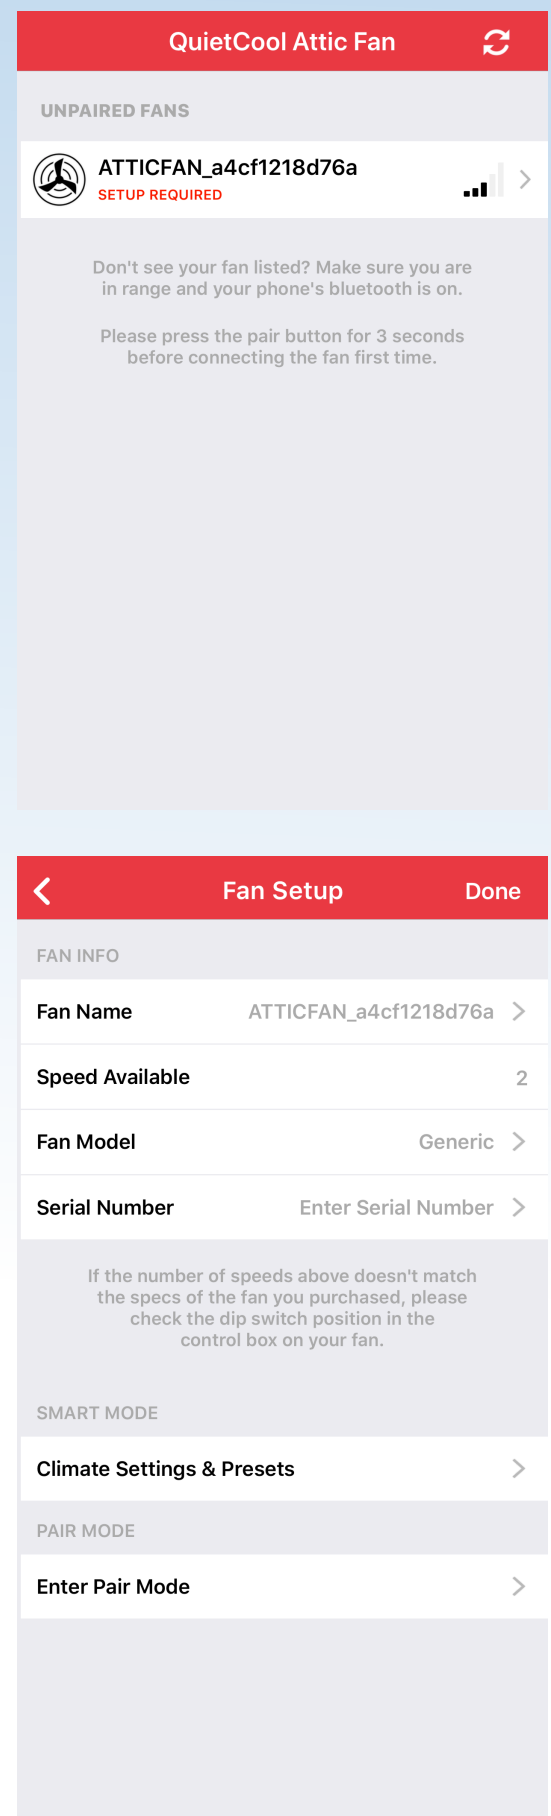 QuietCool Attic Fan
UNPAIRED FANS
ATTICFAN_a4cf1218d76a
SETUP REQUIRED
Don't see your fan listed? Make sure you are
in range and your phone's bluetooth is on.
Please press the pair button for 3 seconds
before connecting the fan first time.
Fan Setup Done
FAN INFO
Fan Name ATTICFAN_a4cf1218d76a
Speed Available 2
Fan Model Generic
Serial Number Enter Serial Number
If the number of speeds above doesn't match
the specs of the fan you purchased, please
check the dip switch position in the
control box on your fan.
SMART MODE
Climate Settings & Presets
PAIR MODE
Enter Pair Mode